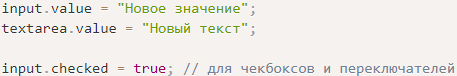 input.value = "Новое значение";
textarea.value = "Новый текст";
input.checked = true; // для чекбоксов и переключателей